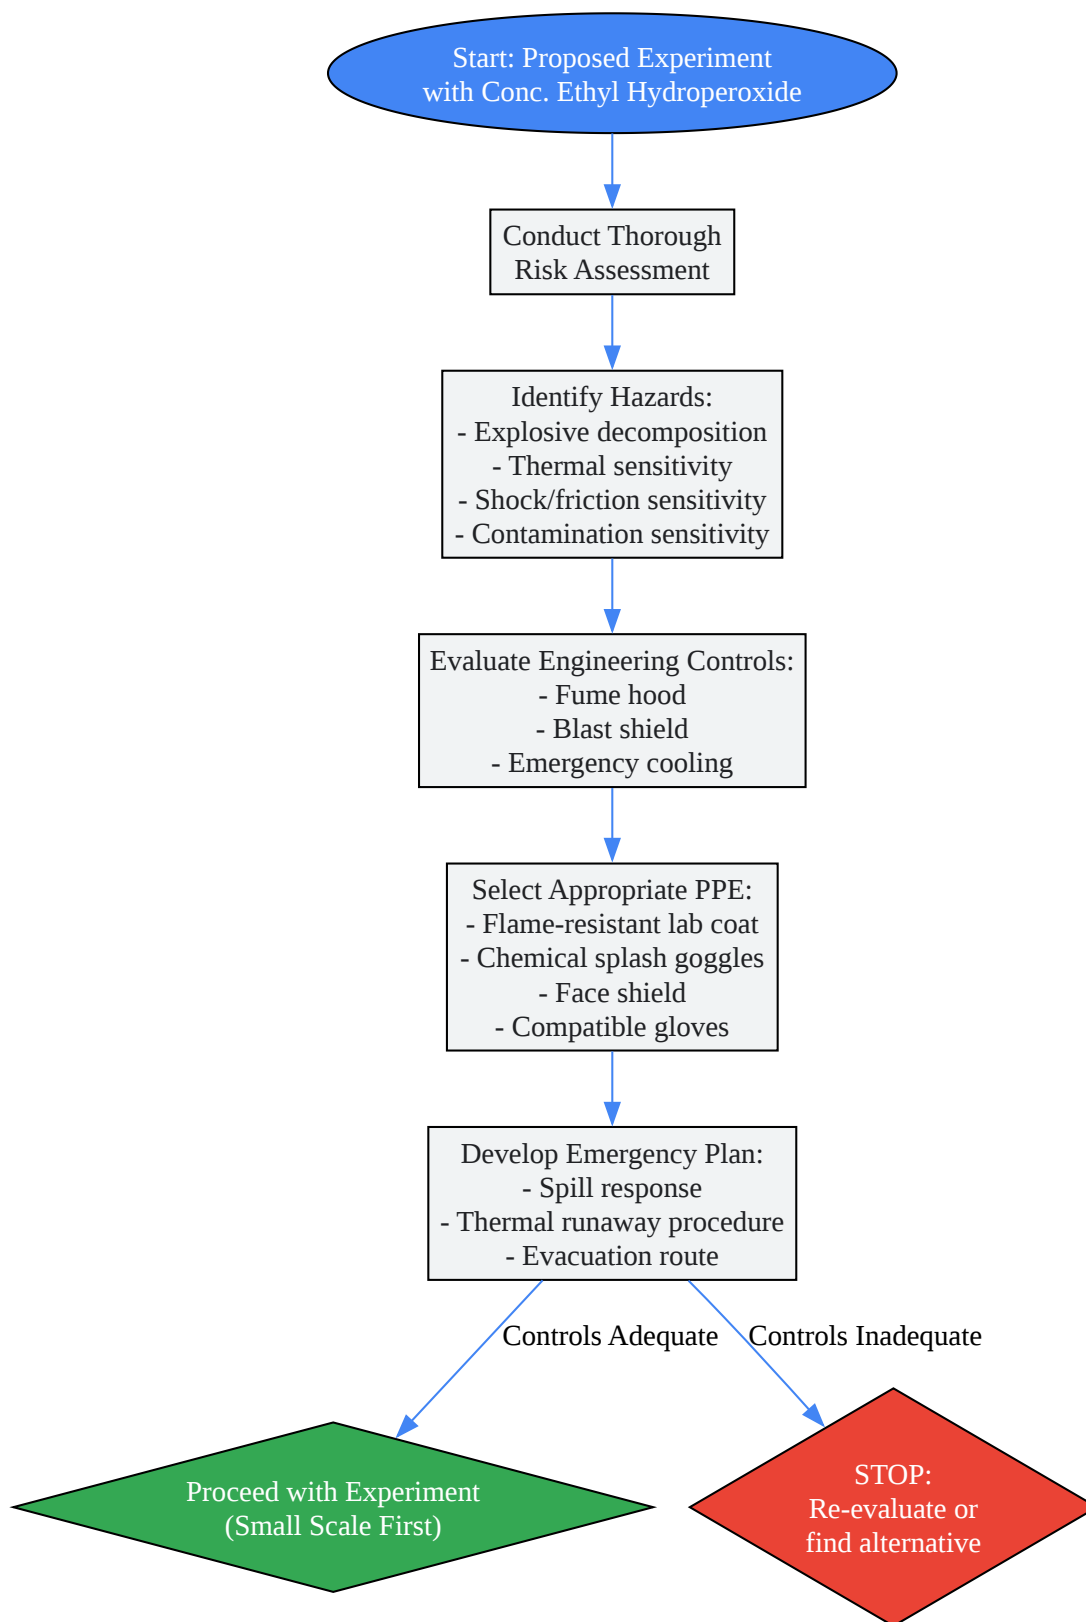 Start: Proposed Experiment
with Conc. Ethyl Hydroperoxide
Conduct Thorough
Risk Assessment
Identify Hazards:
- Explosive decomposition
- Thermal sensitivity
- Shock/friction sensitivity
- Contamination sensitivity
Evaluate Engineering Controls:
- Fume hood
- Blast shield
- Emergency cooling
Select Appropriate PPE:
- Flame-resistant lab coat
- Chemical splash goggles
- Face shield
- Compatible gloves
Develop Emergency Plan:
- Spill response
- Thermal runaway procedure
- Evacuation route
Controls Adequate
Controls Inadequate
Proceed with Experiment
(Small Scale First)
STOP:
Re-evaluate or
find alternative